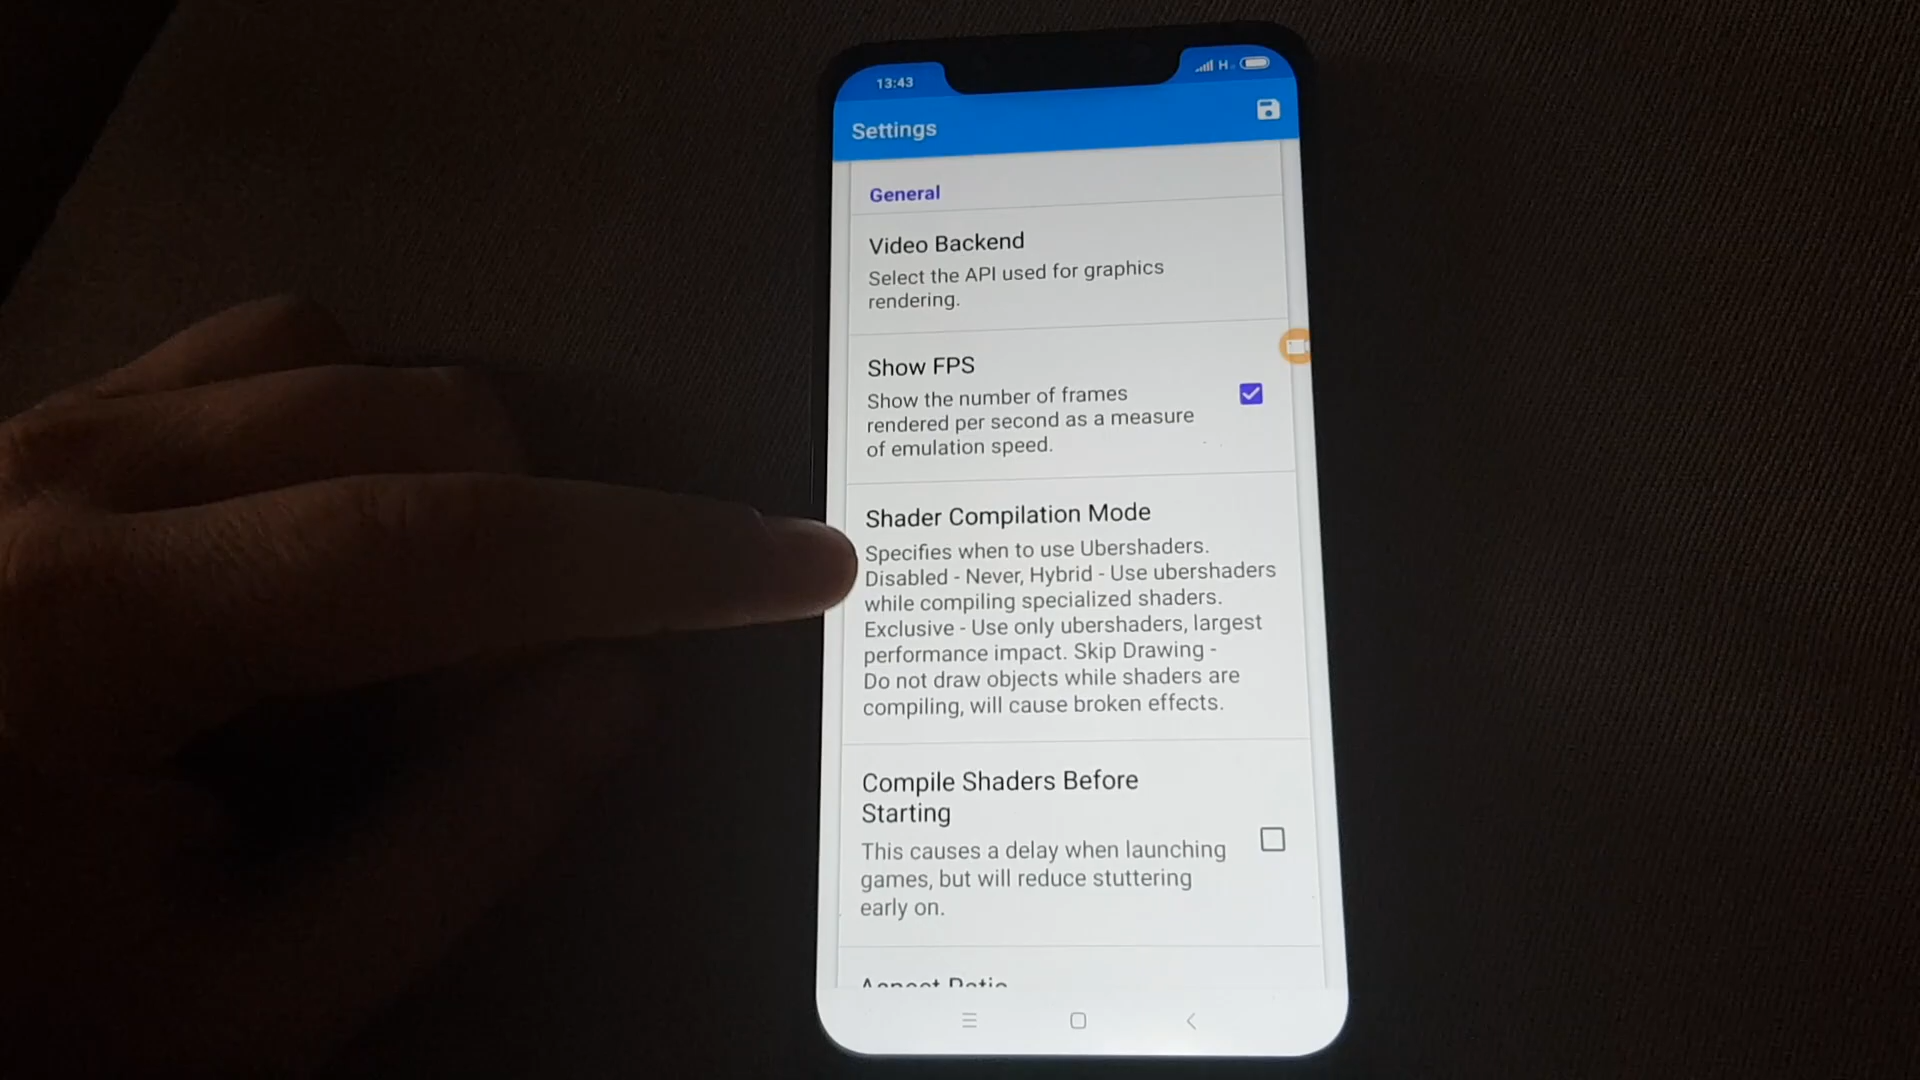 13:43
H
Settings
General
Video Backend
Select the API used for graphics
rendering.
Show FPS
Show the number of frames
rendered per second as a measure
of emulation speed.
Shader Compilation Mode
Specifies when to use Ubershaders.
Disabled - Never, Hybrid - Use ubershaders
while compiling specialized shaders.
Exclusive - Use only ubershaders, largest
performance impact. Skip Drawing -
Do not draw objects while shaders are
compiling, will cause broken effects.
Compile Shaders Before
Starting
This causes a delay when launching
games, but will reduce stuttering
early on.
Aspect Ratio